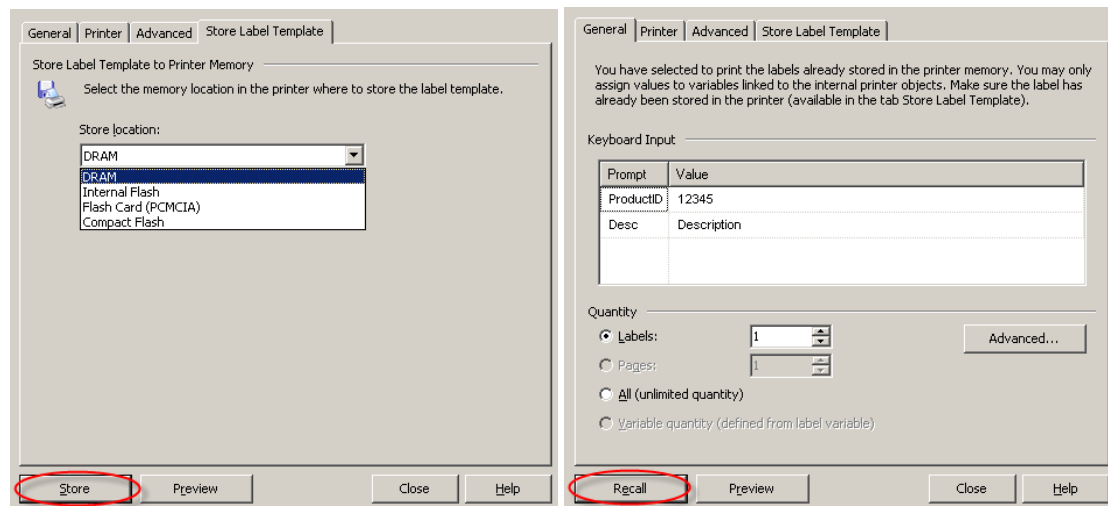 General Printer Advanced Store Label Template
Store Label Template to Printer Memory
Select the memory location in the printer where to store the label template.
Store location:
DRAM
DRAM
Internal Flash
Flash Card (PCMCIA)
Compact Flash
Store Preview Close Help
General Printer Advanced Store Label Template
You have selected to print the labels already stored in the printer memory. You may only
assign values to variables linked to the internal printer objects. Make sure the label has
already been stored in the printer (available in the tab Store Label Template).
Keyboard Input
Prompt Value
ProductID 12345
Desc Description
Quantity
Labels: 1 Advanced...
Pages: 1
All (unlimited quantity)
Variable quantity (defined from label variable)
Recall Preview Close Help